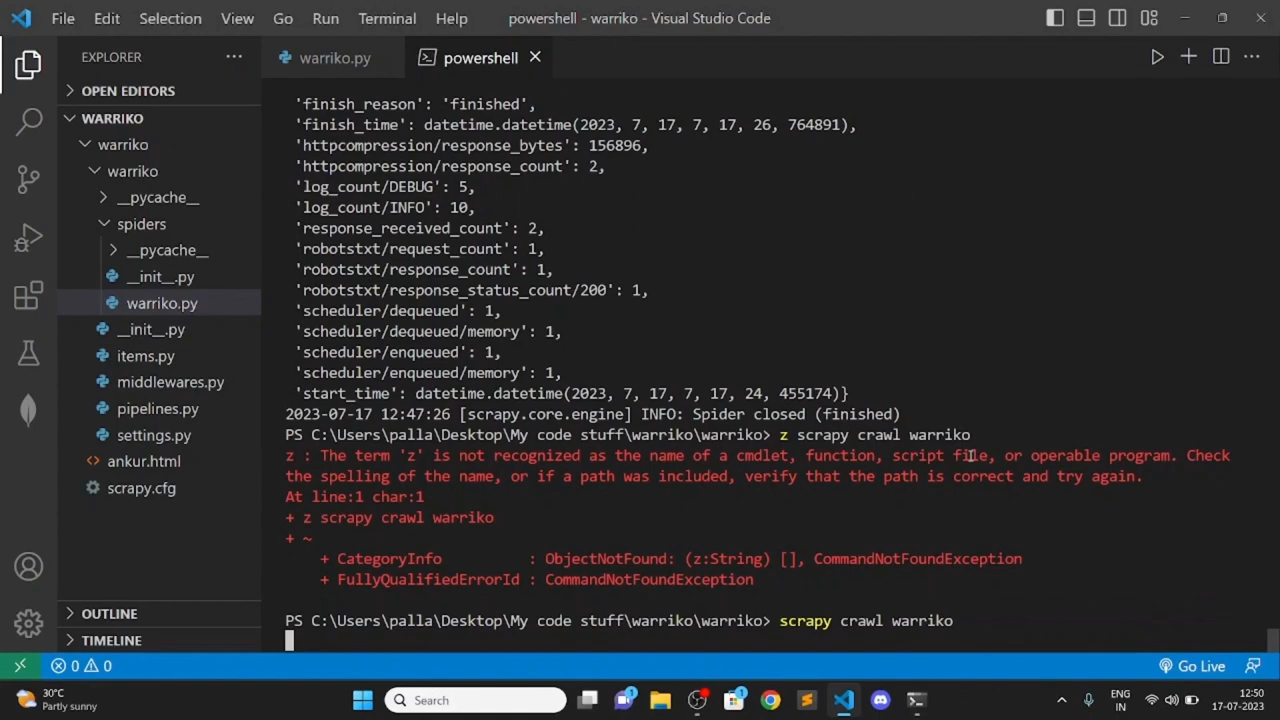 File Edit Selection View Go Run Terminal Help powershell - warriko - Visual Studio Code
EXPLORER
warriko.py
powershell
OPEN EDITORS
WARRIKO
warriko
warriko
__pycache__
spiders
__pycache__
__init__.py
warriko.py
__init__.py
items.py
middlewares.py
pipelines.py
settings.py
ankur.html
scrapy.cfg
OUTLINE
TIMELINE
'finish_reason': 'finished',
'finish_time': datetime.datetime(2023, 7, 17, 7, 17, 26, 764891),
'httpcompression/response_bytes': 156896,
'httpcompression/response_count': 2,
'log_count/DEBUG': 5,
'log_count/INFO': 10,
'response_received_count': 2,
'robotstxt/request_count': 1,
'robotstxt/response_count': 1,
'robotstxt/response_status_count/200': 1,
'scheduler/dequeued': 1,
'scheduler/dequeued/memory': 1,
'scheduler/enqueued': 1,
'scheduler/enqueued/memory': 1,
'start_time': datetime.datetime(2023, 7, 17, 7, 17, 24, 455174)}
2023-07-17 12:47:26 [scrapy.core.engine] INFO: Spider closed (finished)
PS C:\Users\palla\Desktop\My code stuff\warriko\warriko> z scrapy crawl warriko
z : The term 'z' is not recognized as the name of a cmdlet, function, script file, or operable program. Check
the spelling of the name, or if a path was included, verify that the path is correct and try again.
At line:1 char:1
+ z scrapy crawl warriko
+ ~
+ CategoryInfo : ObjectNotFound: (z:String) [], CommandNotFoundException
+ FullyQualifiedErrorId : CommandNotFoundException
PS C:\Users\palla\Desktop\My code stuff\warriko\warriko> scrapy crawl warriko
0 0 Go Live
30°C
Partly sunny
Search
1
1
ENG
IN
12:50
17-07-2023